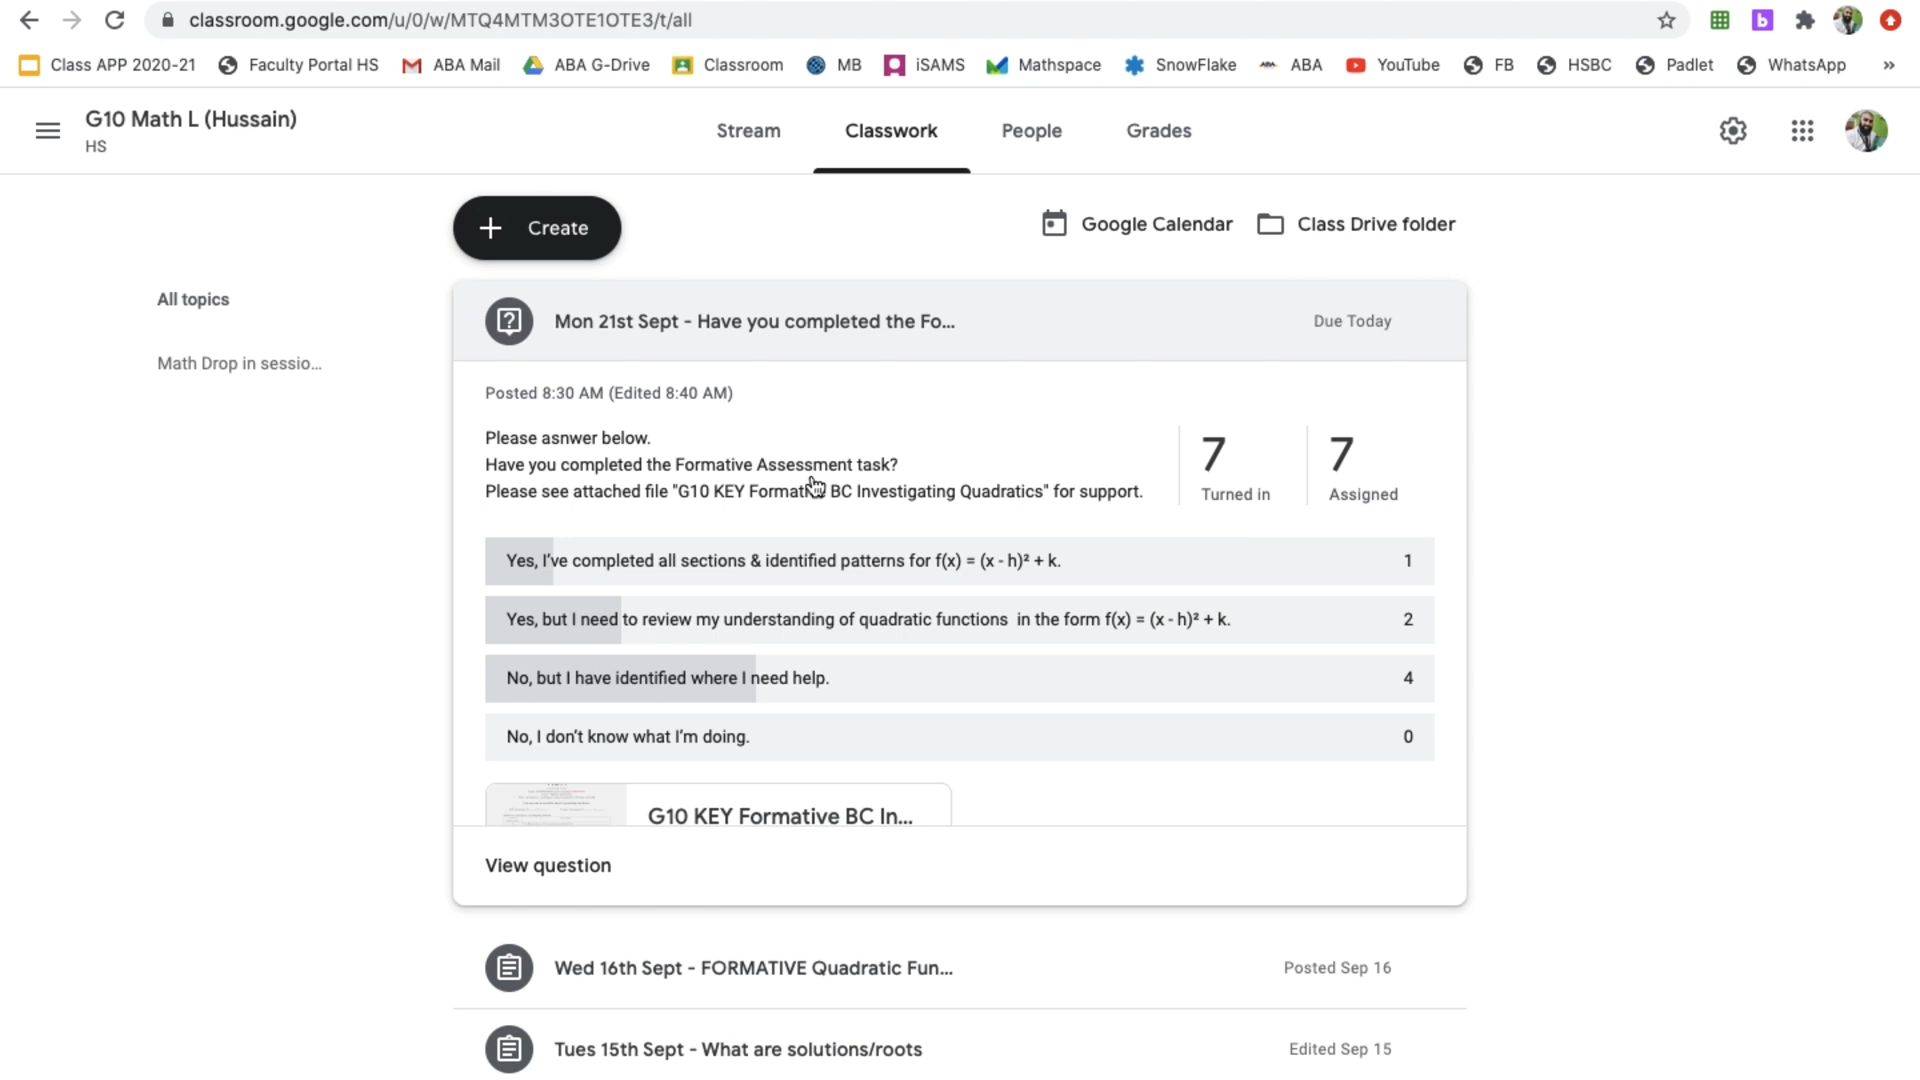 classroom.google.com/u/0/w/MTQ4MTM3OTE1OTE3/t/all
Class APP 2020-21 Faculty Portal HS ABA Mail ABA G-Drive Classroom MB iSAMS Mathspace SnowFlake ABA YouTube FB HSBC Padlet WhatsApp »
G10 Math L (Hussain)
HS
Stream Classwork People Grades
+ Create
Google Calendar Class Drive folder
All topics
Math Drop in sessio...
Mon 21st Sept - Have you completed the Fo... Due Today
Posted 8:30 AM (Edited 8:40 AM)
Please asnwer below.
Have you completed the Formative Assessment task?
Please see attached file "G10 KEY Formative BC Investigating Quadratics" for support.
7 7
Turned in Assigned
Yes, I've completed all sections & identified patterns for f(x) = (x - h)² + k. 1
Yes, but I need to review my understanding of quadratic functions in the form f(x) = (x - h)² + k. 2
No, but I have identified where I need help. 4
No, I don't know what I'm doing. 0
G10 KEY Formative BC In...
View question
Wed 16th Sept - FORMATIVE Quadratic Fun... Posted Sep 16
Tues 15th Sept - What are solutions/roots Edited Sep 15